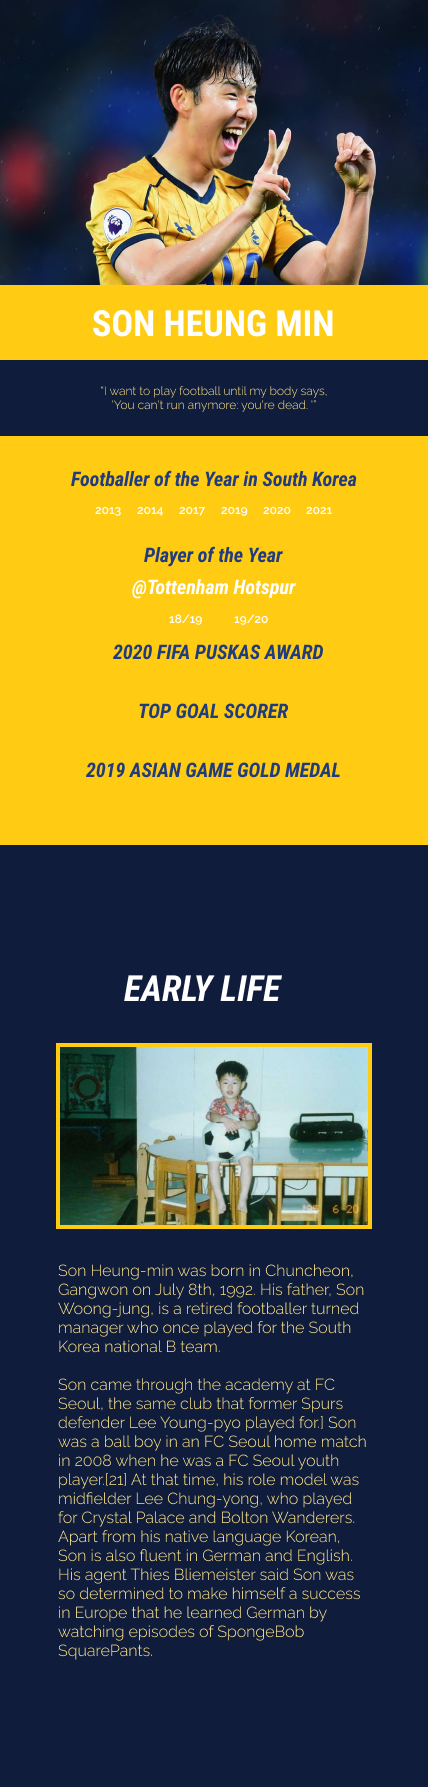 SON HEUNG MIN
"I want to play football until my body says,
'You can't run anymore: you're dead. '"
Footballer of the Year in South Korea
2013 2014 2017 2019 2020 2021
Player of the Year
@Tottenham Hotspur
18/19 19/20
2020 FIFA PUSKAS AWARD
TOP GOAL SCORER
2019 ASIAN GAME GOLD MEDAL
EARLY LIFE
6 20
Son Heung-min was born in Chuncheon,
Gangwon on July 8th, 1992. His father, Son
Woong-jung, is a retired footballer turned
manager who once played for the South
Korea national B team.
Son came through the academy at FC
Seoul, the same club that former Spurs
defender Lee Young-pyo played for.] Son
was a ball boy in an FC Seoul home match
in 2008 when he was a FC Seoul youth
player.[21] At that time, his role model was
midfielder Lee Chung-yong, who played
for Crystal Palace and Bolton Wanderers.
Apart from his native language Korean,
Son is also fluent in German and English.
His agent Thies Bliemeister said Son was
so determined to make himself a success
in Europe that he learned German by
watching episodes of SpongeBob
SquarePants.